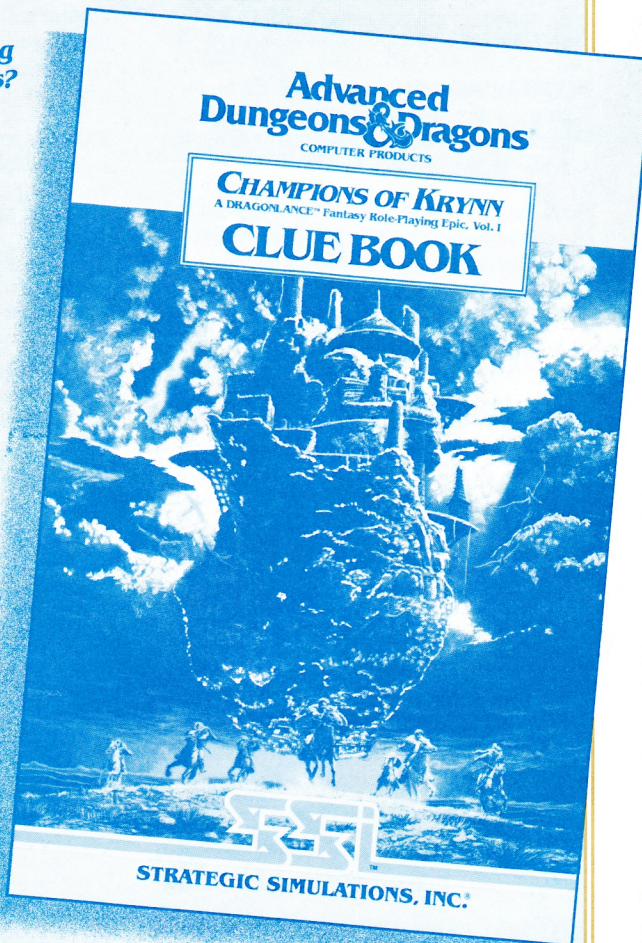 g
s?
Advanced
Dungeons & Dragons®
COMPUTER PRODUCTS
CHAMPIONS OF KRYNN
A DRAGONLANCE™ Fantasy Role-Playing Epic, Vol. I
CLUE BOOK
SSI™
STRATEGIC SIMULATIONS, INC.®